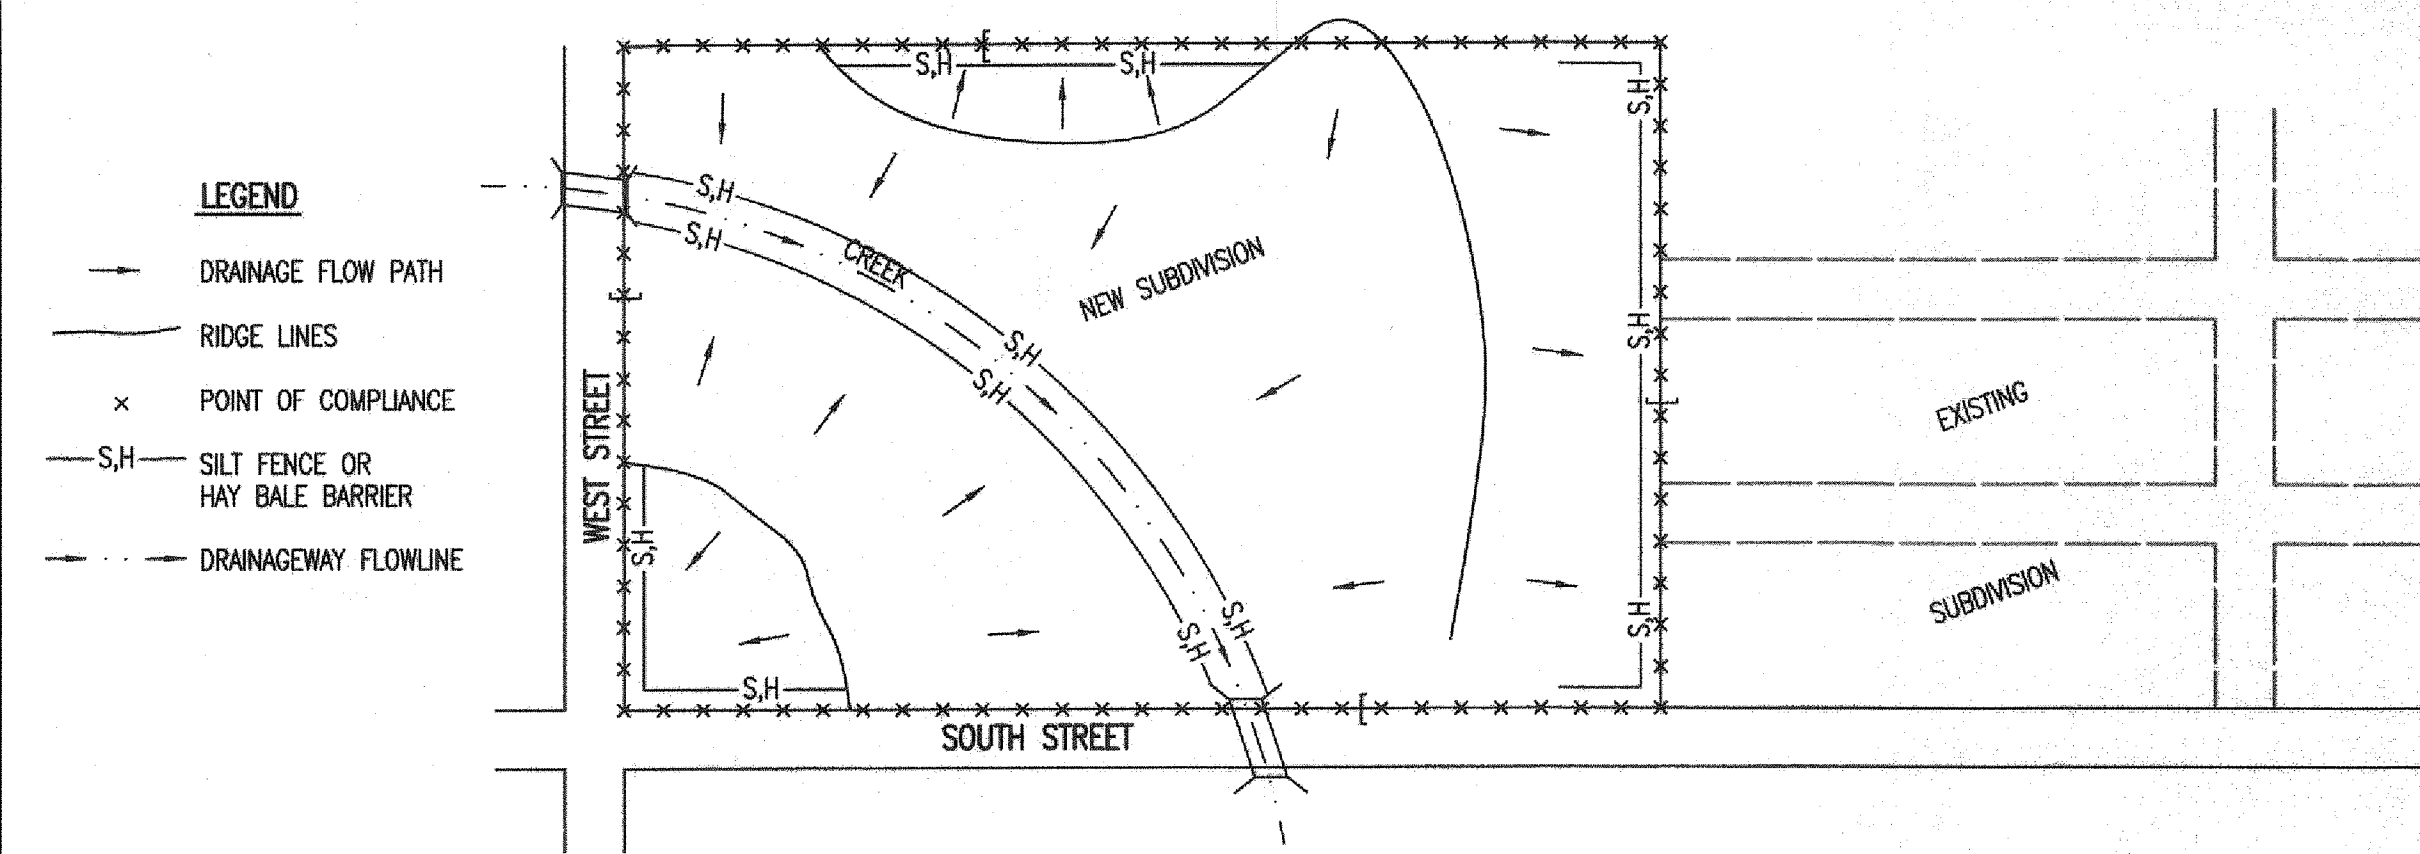 LEGEND
DRAINAGE FLOW PATH
RIDGE LINES
POINT OF COMPLIANCE
S,H
SILT FENCE OR
HAY BALE BARRIER
DRAINAGEWAY FLOWLINE
S,H
S,H
S,H
S,H
S,H
CREEK
NEW SUBDIVISION
S,H
S,H
S,H
EXISTING
WEST STREET
S,H
S,H
S,H
S,H
SUBDIVISION
S,H
SOUTH STREET